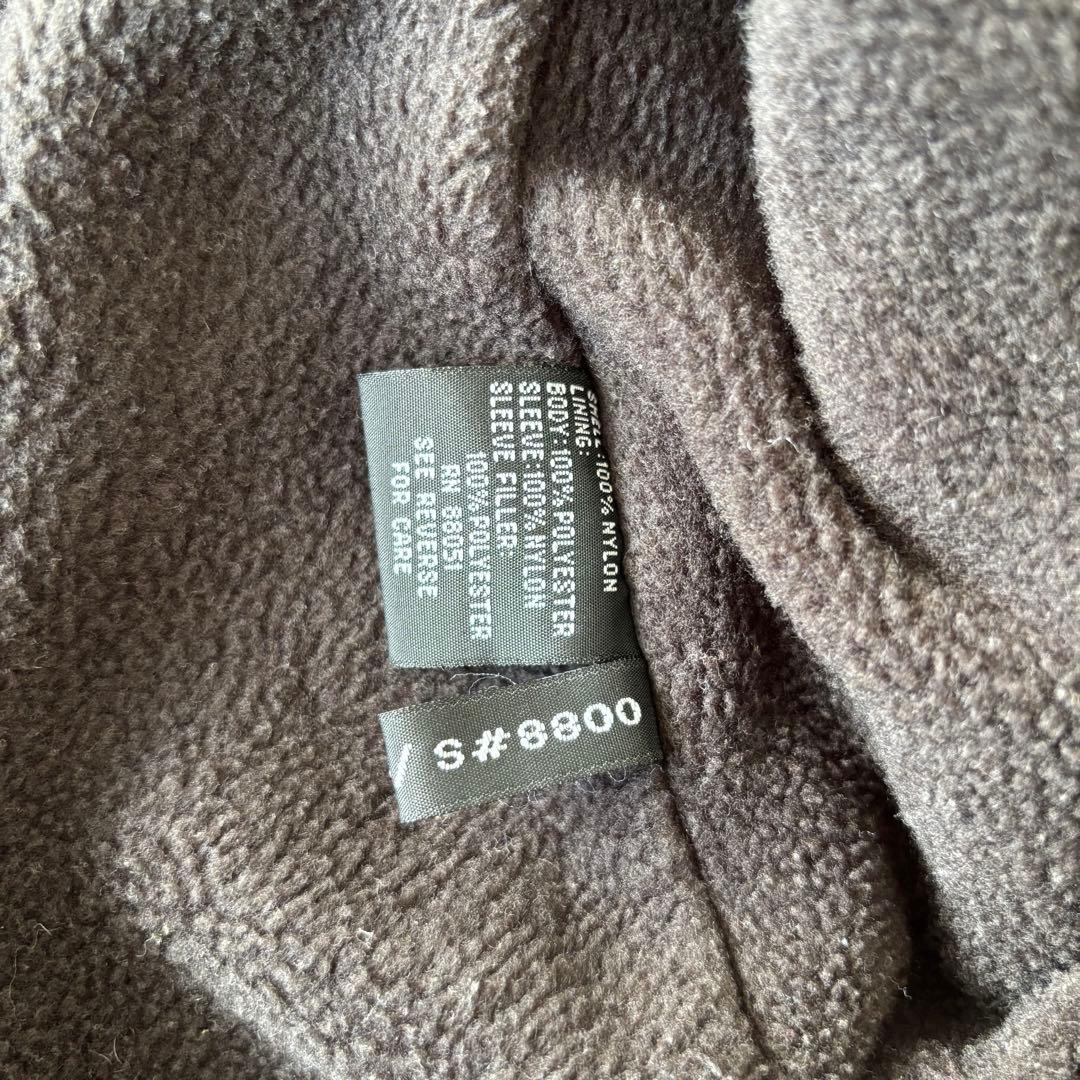 SHELL: 100% NYLON
LINING:
BODY: 100% POLYESTER
SLEEVE: 100% NYLON
SLEEVE FILLER:
100% POLYESTER
RN 88051
SEE REVERSE
FOR CARE
/ S#8800